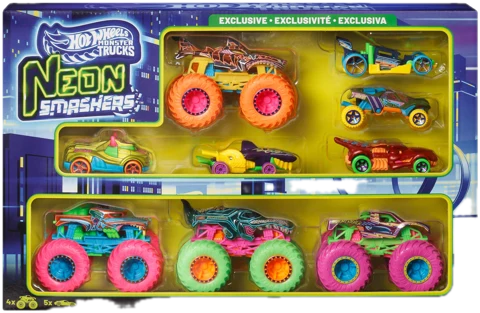 EXCLUSIVE • EXCLUSIVITÉ • EXCLUSIVA
Hot Wheels
MONSTER
TRUCKS
NEON
SMASHERS
4x
5x